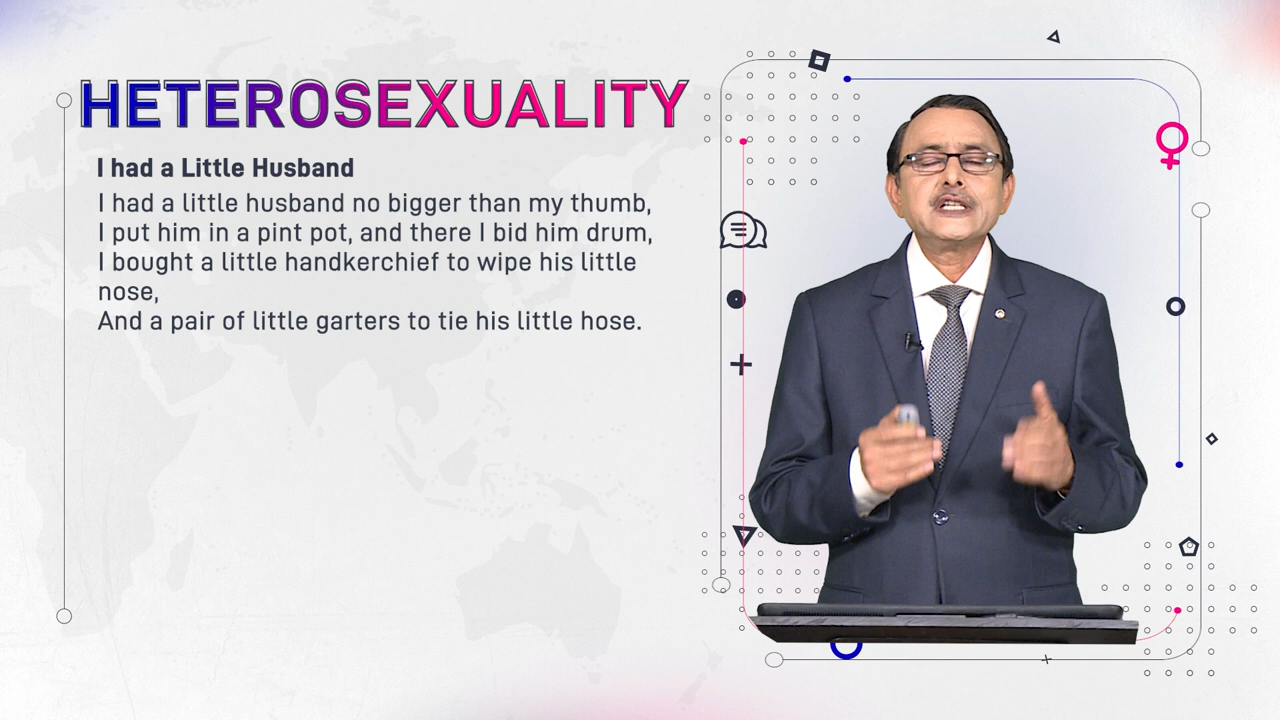 HETEROSEXUALITY
I had a Little Husband
I had a little husband no bigger than my thumb,
I put him in a pint pot, and there I bid him drum,
I bought a little handkerchief to wipe his little
nose,
And a pair of little garters to tie his little hose.